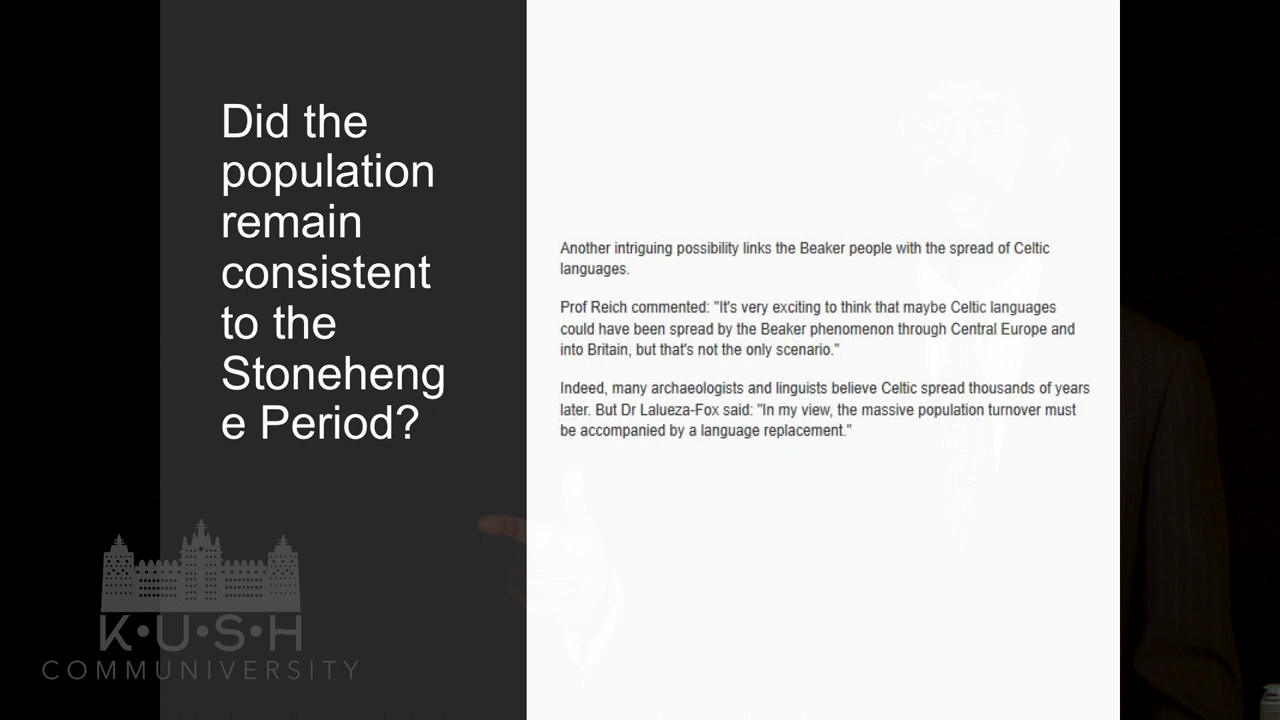 Did the
population
remain
consistent
to the
Stoneheng
e Period?
Another intriguing possibility links the Beaker people with the spread of Celtic
languages.
Prof Reich commented: "It's very exciting to think that maybe Celtic languages
could have been spread by the Beaker phenomenon through Central Europe and
into Britain, but that's not the only scenario."
Indeed, many archaeologists and linguists believe Celtic spread thousands of years
later. But Dr Lalueza-Fox said: "In my view, the massive population turnover must
be accompanied by a language replacement."
K•U•S•H
COMMUNIVERSITY